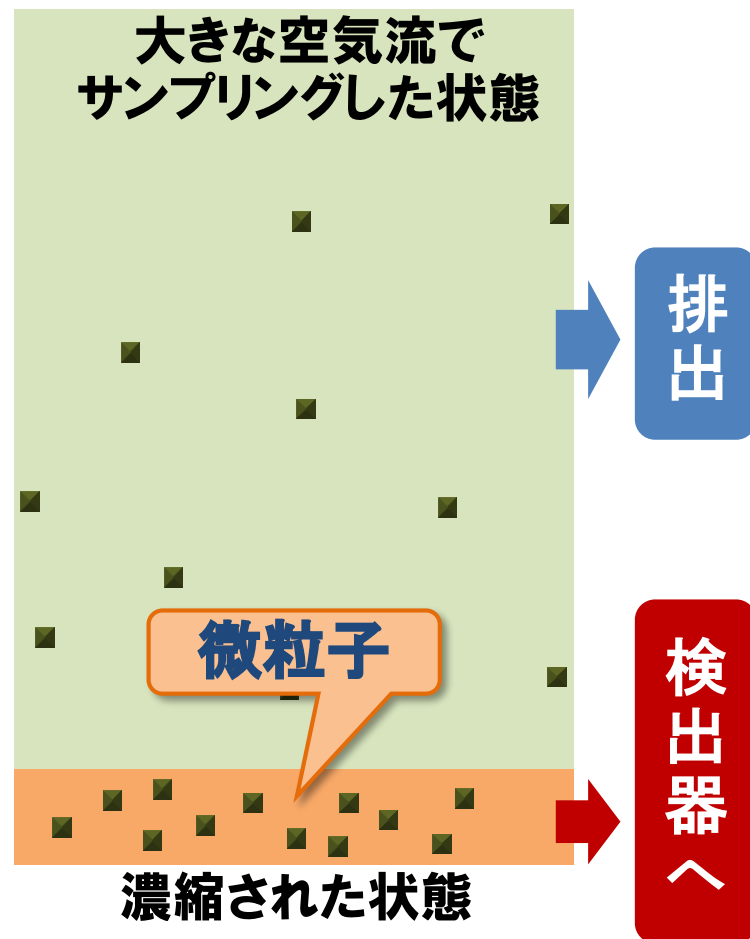 大きな空気流で
サンプリングした状態
排出
微粒子
検出器へ
濃縮された状態